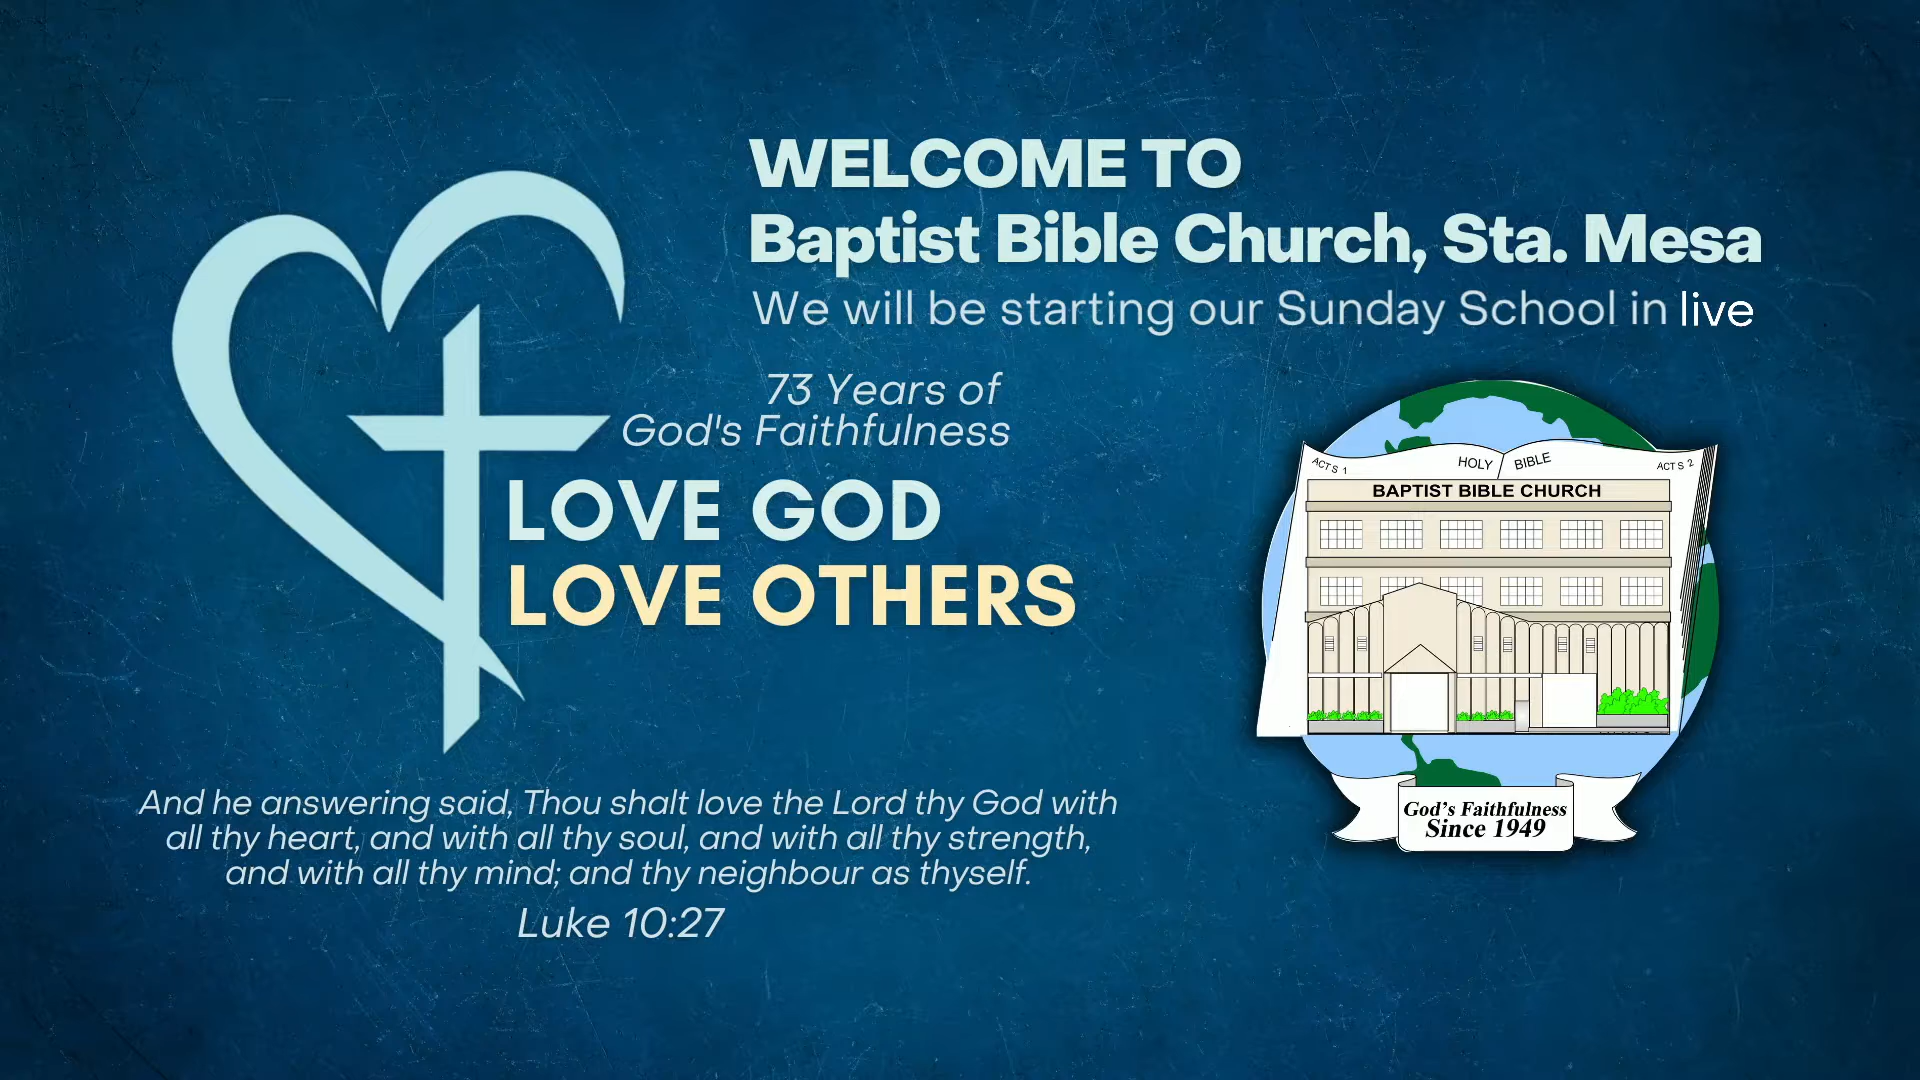 WELCOME TO
Baptist Bible Church, Sta. Mesa
We will be starting our Sunday School in live
73 Years of
God's Faithfulness
LOVE GOD
LOVE OTHERS
And he answering said, Thou shalt love the Lord thy God with
all thy heart, and with all thy soul, and with all thy strength,
and with all thy mind; and thy neighbour as thyself.
Luke 10:27
ACTS 1
HOLY BIBLE
ACTS 2
BAPTIST BIBLE CHURCH
God's Faithfulness
Since 1949